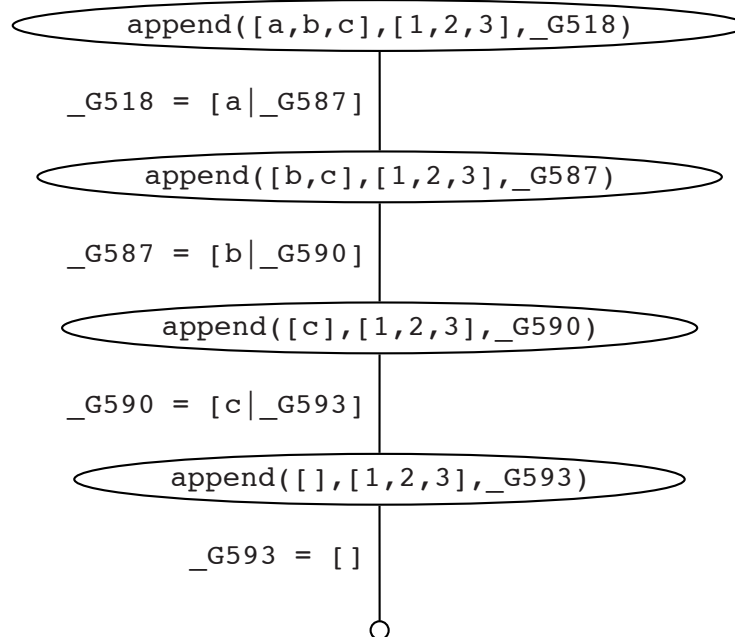 append([a,b,c],[1,2,3],_G518)
_G518 = [a|_G587]
append([b,c],[1,2,3],_G587)
_G587 = [b|_G590]
append([c],[1,2,3],_G590)
_G590 = [c|_G593]
append([],[1,2,3],_G593)
_G593 = []